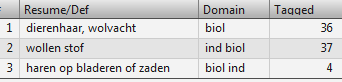 Resume/Def Domain Tagged
1 dierenhaar, wolvacht biol 36
2 wollen stof ind biol 37
3 haren op bladeren of zaden biol ind 4